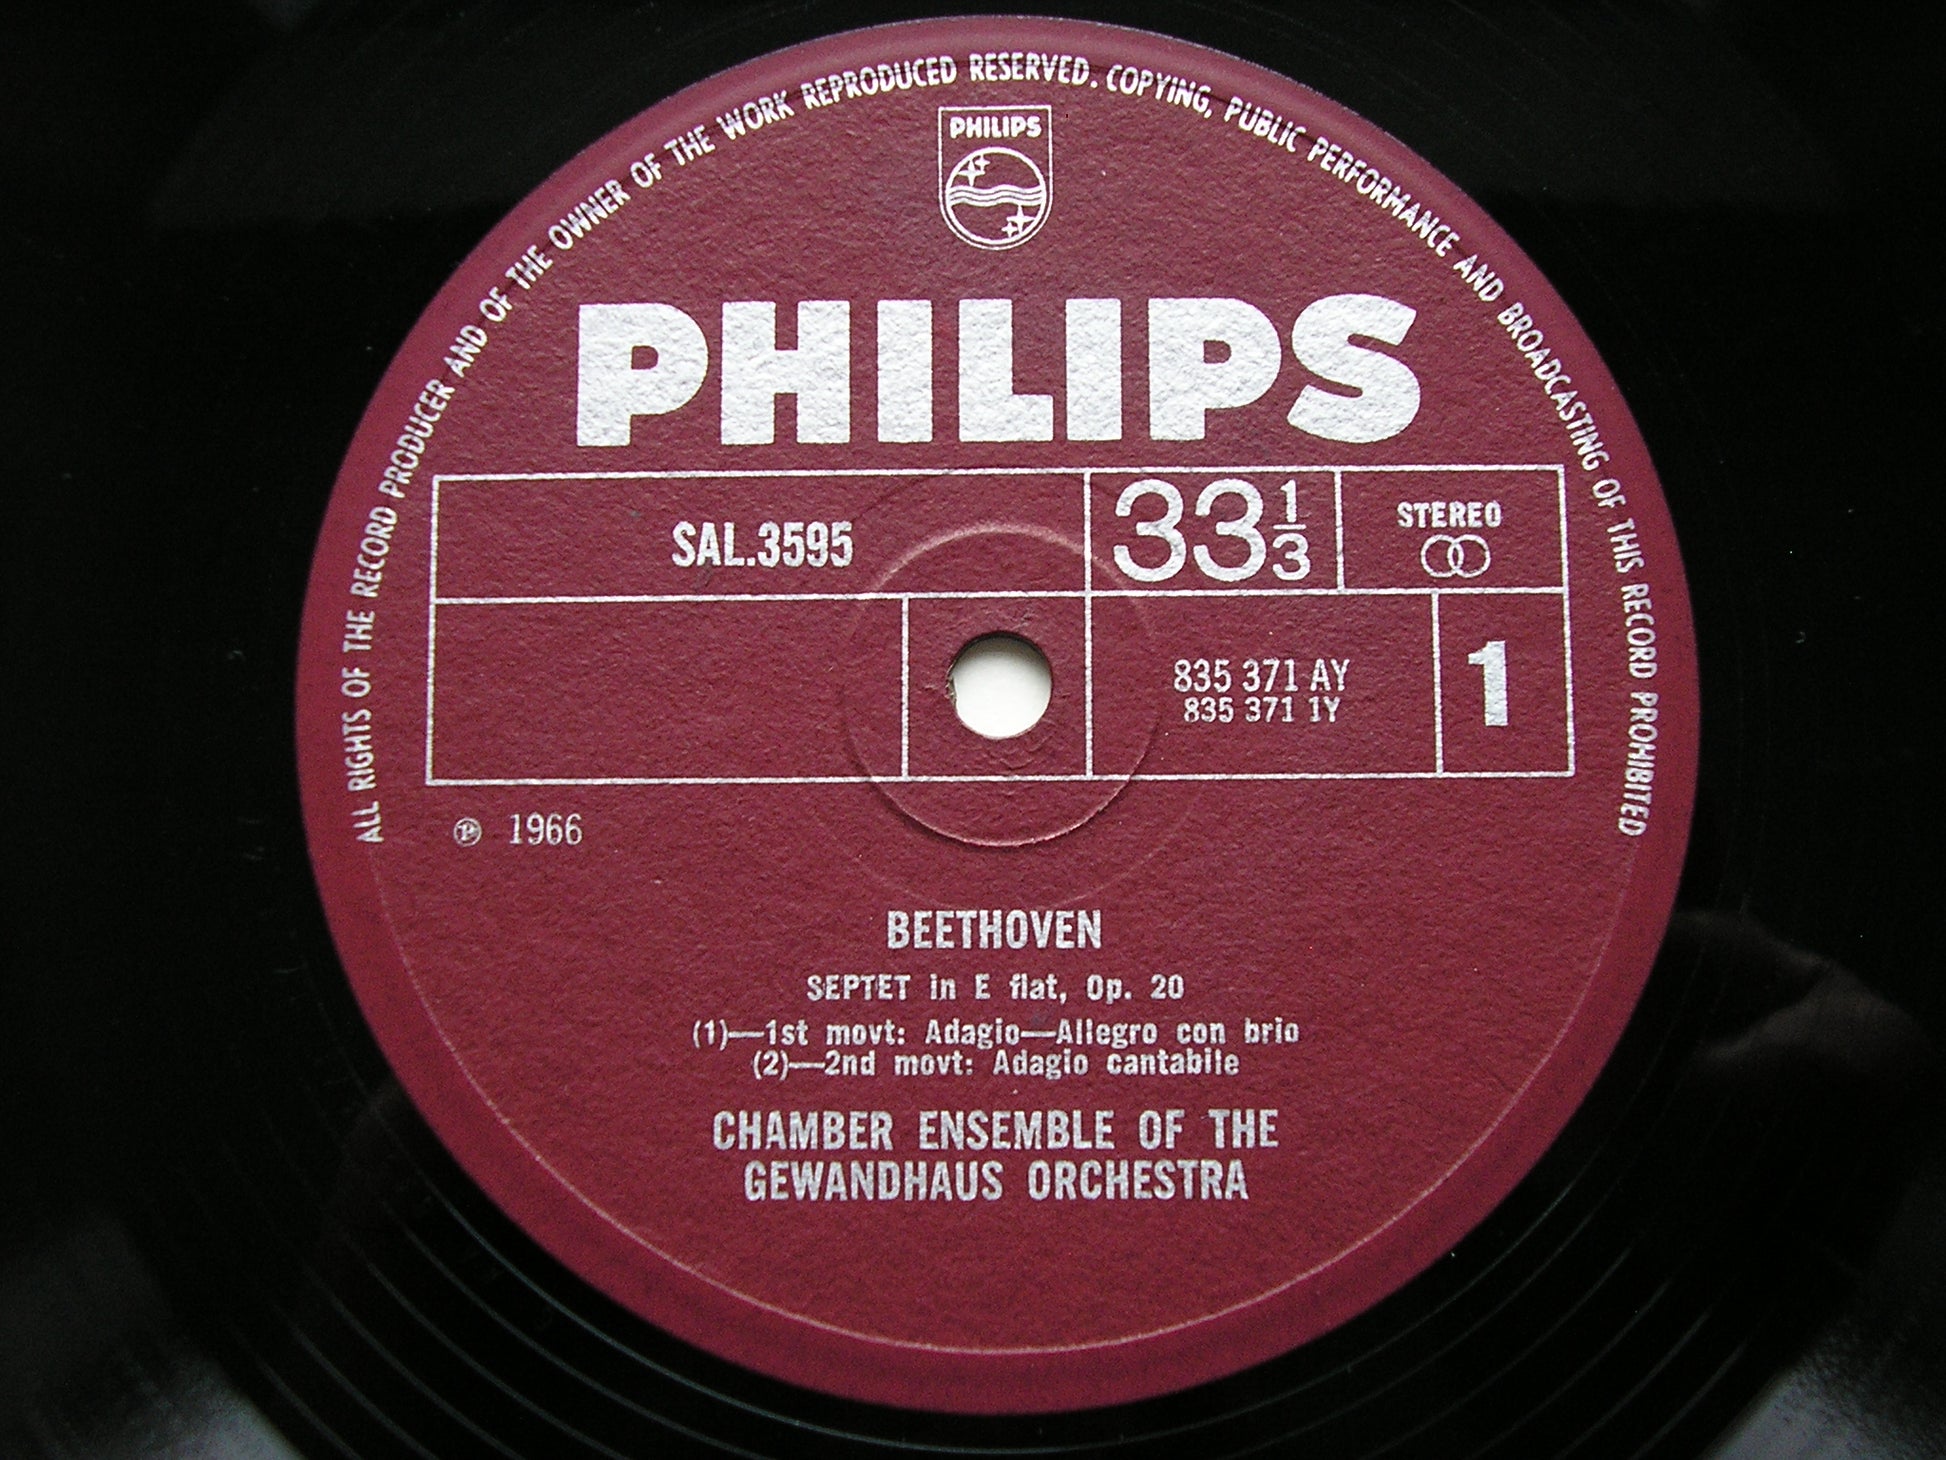 ALL RIGHTS OF THE RECORD PRODUCER AND OF THE OWNER OF THE WORK REPRODUCED RESERVED. COPYING, PUBLIC PERFORMANCE AND BROADCASTING OF THIS RECORD PROHIBITED
PHILIPS
PHILIPS
SAL.3595
33 1/3
STEREO
835 371 AY
835 371 1Y
1
℗ 1966
BEETHOVEN
SEPTET in E flat, Op. 20
(1)—1st movt: Adagio—Allegro con brio
(2)—2nd movt: Adagio cantabile
CHAMBER ENSEMBLE OF THE
GEWANDHAUS ORCHESTRA